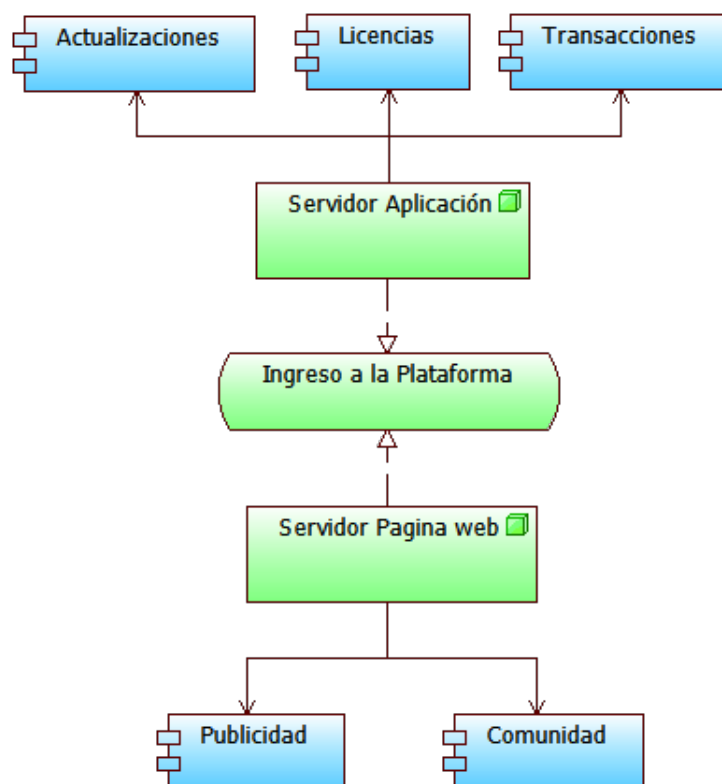 Actualizaciones
Licencias
Transacciones
Servidor Aplicación
Ingreso a la Plataforma
Servidor Pagina web
Publicidad
Comunidad